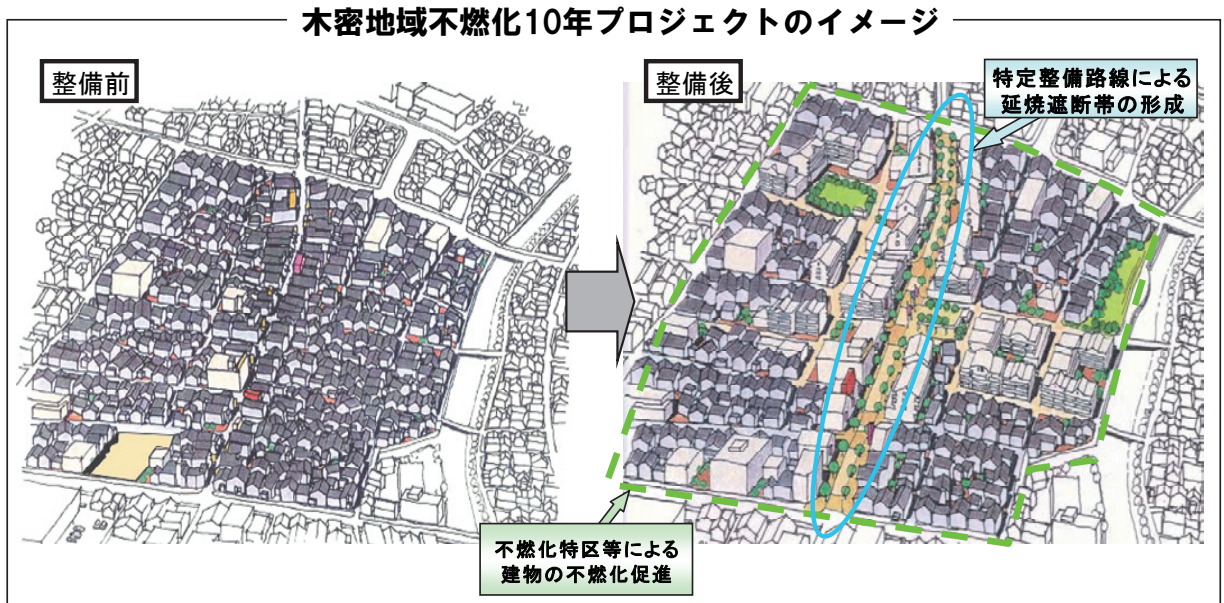 木密地域不燃化10年プロジェクトのイメージ
整備前
整備後
特定整備路線による
延焼遮断帯の形成
不燃化特区等による
建物の不燃化促進